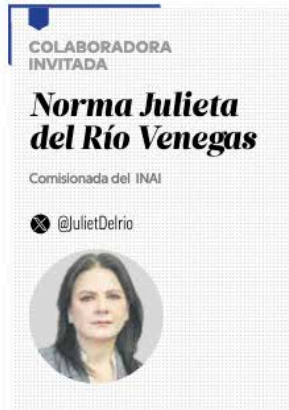 COLABORADORA
INVITADA
Norma Julieta
del Río Venegas
Comisionada del INAI
@JulietDelrio